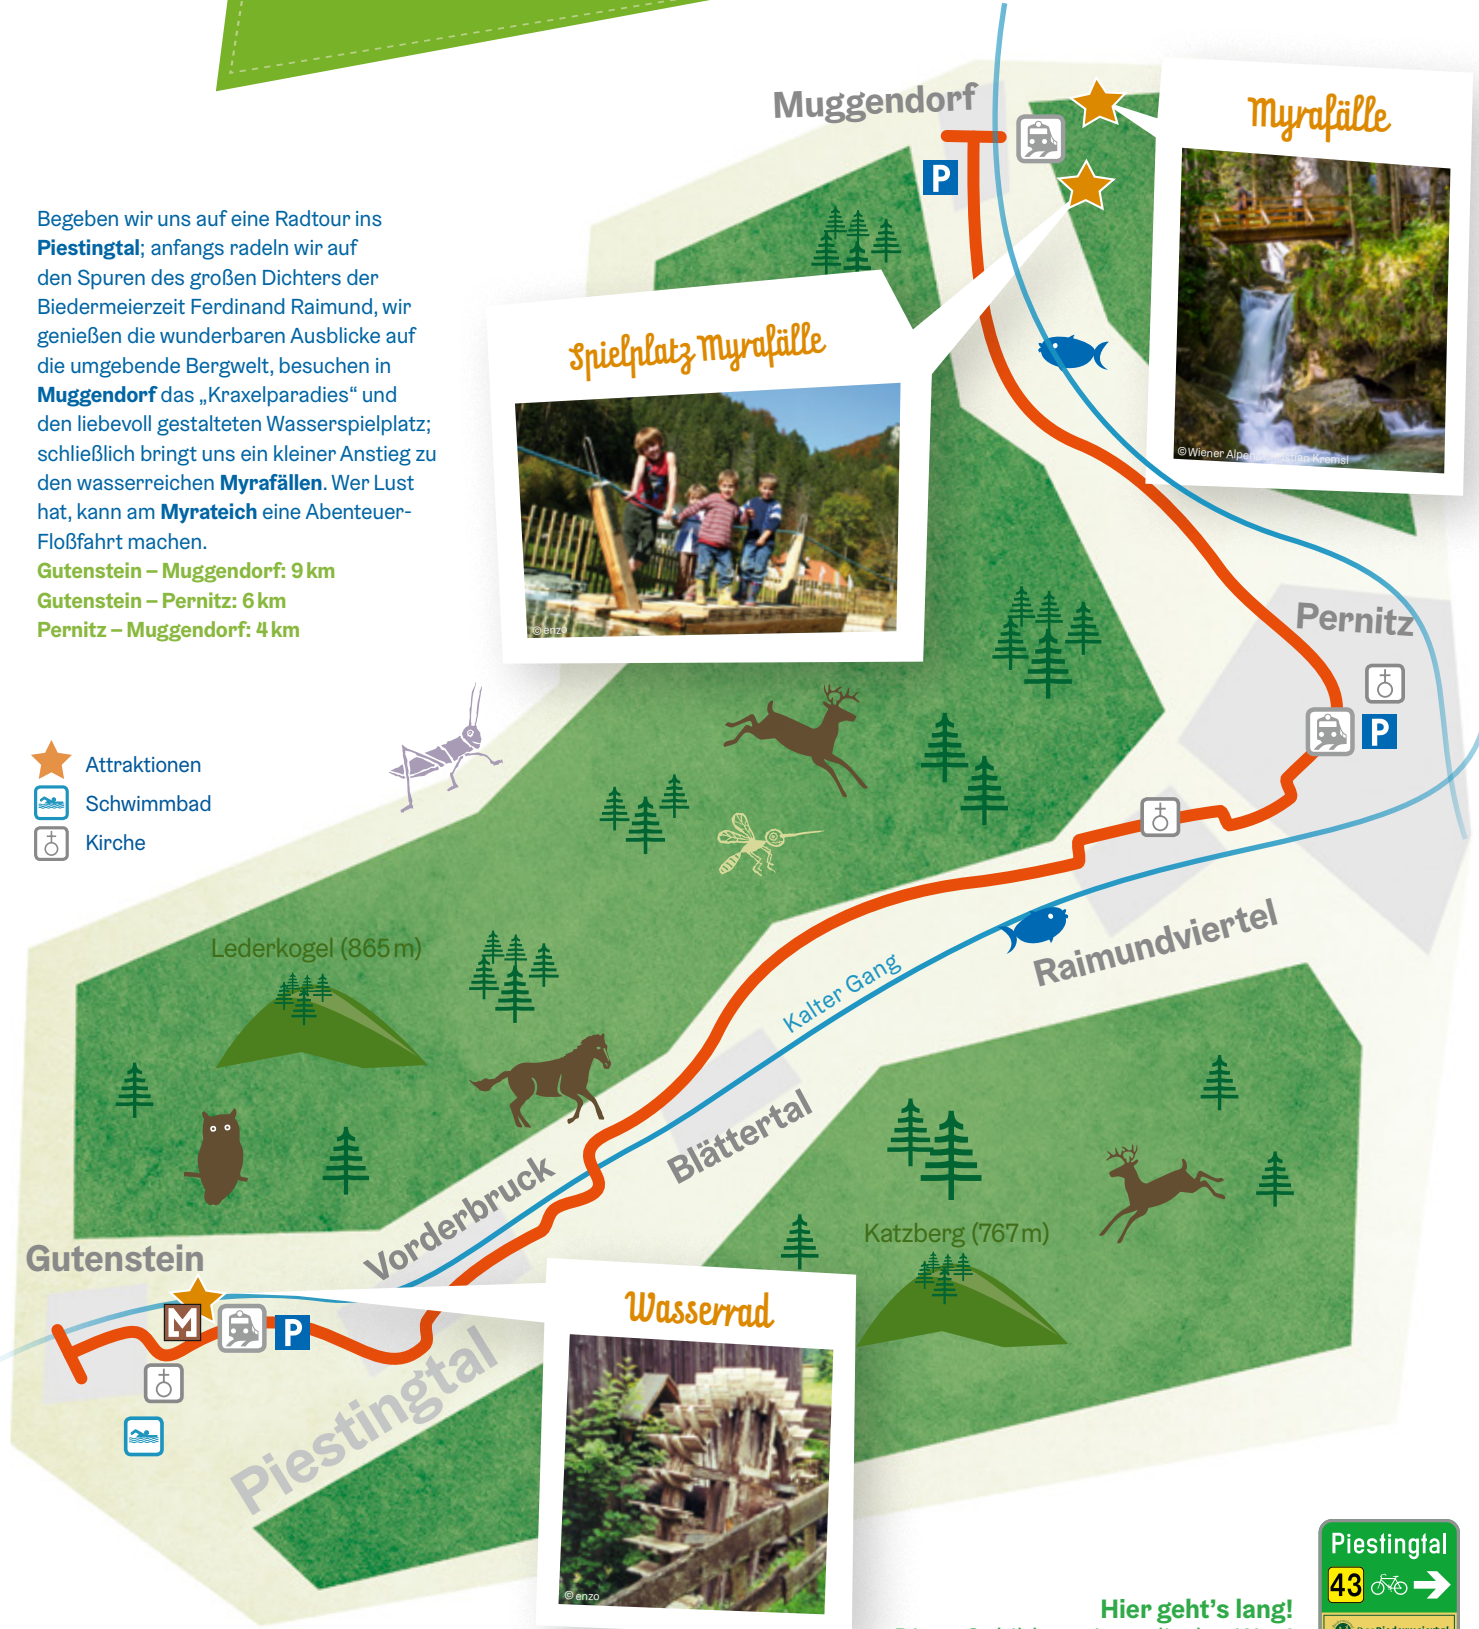 Muggendorf
P
Myrafälle
Begeben wir uns auf eine Radtour ins
Piestingtal; anfangs radeln wir auf
den Spuren des großen Dichters der
Biedermeierzeit Ferdinand Raimund, wir
genießen die wunderbaren Ausblicke auf
die umgebende Bergwelt, besuchen in
Muggendorf das „Kraxelparadies“ und
den liebevoll gestalteten Wasserspielplatz;
schließlich bringt uns ein kleiner Anstieg zu
den wasserreichen Myrafällen. Wer Lust
hat, kann am Myrateich eine Abenteuer-
Floßfahrt machen.
Gutenstein – Muggendorf: 9 km
Gutenstein – Pernitz: 6 km
Pernitz – Muggendorf: 4 km
Spielplatz Myrafälle
© enzo
©Wiener Alpen Kremsl
Pernitz
P
Attraktionen
Schwimmbad
Kirche
Lederkogel (865 m)
Raimundviertel
Kalter Gang
Blättertal
Vorderbruck
Katzberg (767 m)
Gutenstein
M
P
Piestingtal
Wasserrad
© enzo
Hier geht's lang!
Piestingtal
43